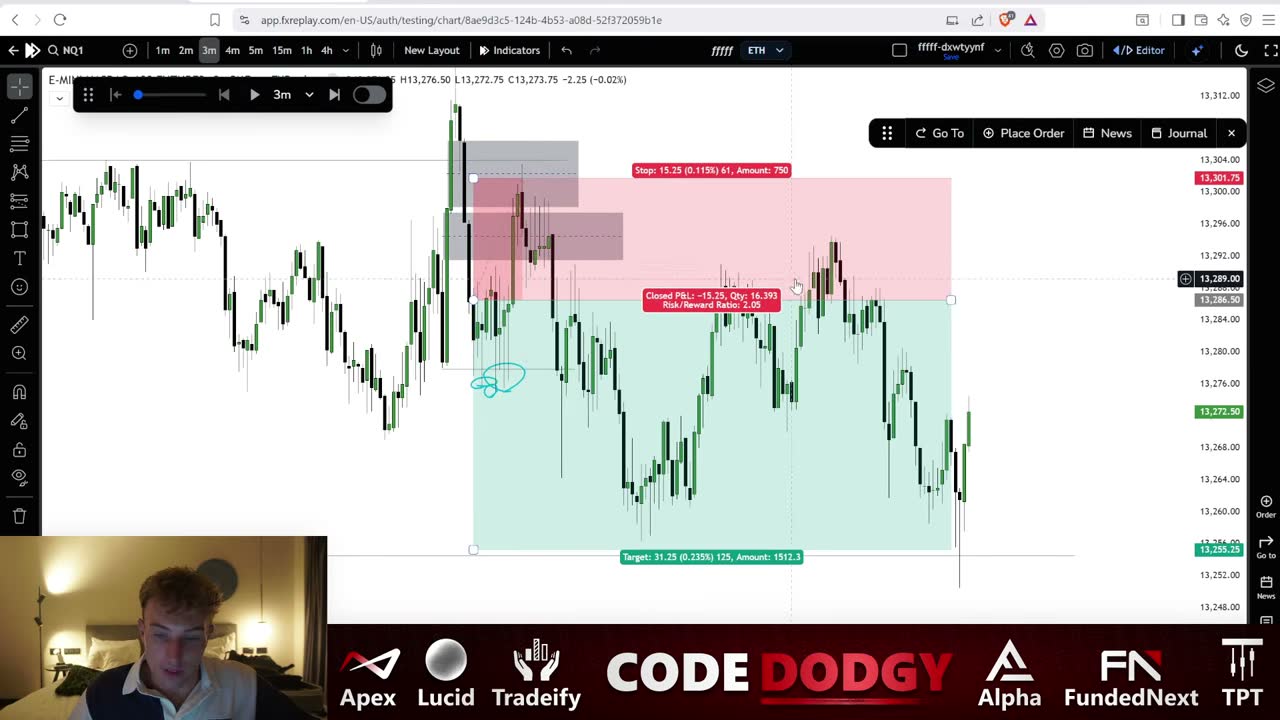 app.fxreplay.com/en-US/auth/testing/chart/8ae9d3c5-124b-4b53-a08d-52f372059b1e
NQ1 1m 2m 3m 4m 5m 15m 1h 4h New Layout Indicators fffff ETH fffff-dxwtyynf Save Editor
H13,276.50 L13,272.75 C13,273.75 −2.25 (−0.02%)
3m
Go To Place Order News Journal
Stop: 15.25 (0.115%) 61, Amount: 750
Closed P&L: −15.25, Qty: 16.393
Risk/Reward Ratio: 2.05
Target: 31.25 (0.235%) 125, Amount: 1512.3
13,312.00
13,304.00
13,301.75
13,300.00
13,296.00
13,292.00
13,289.00
13,286.50
13,284.00
13,280.00
13,276.00
13,272.50
13,268.00
13,264.00
13,260.00
13,255.25
13,252.00
13,248.00
Order
Go to
News
Apex Lucid Tradeify CODE DODGY Alpha FN FundedNext TPT